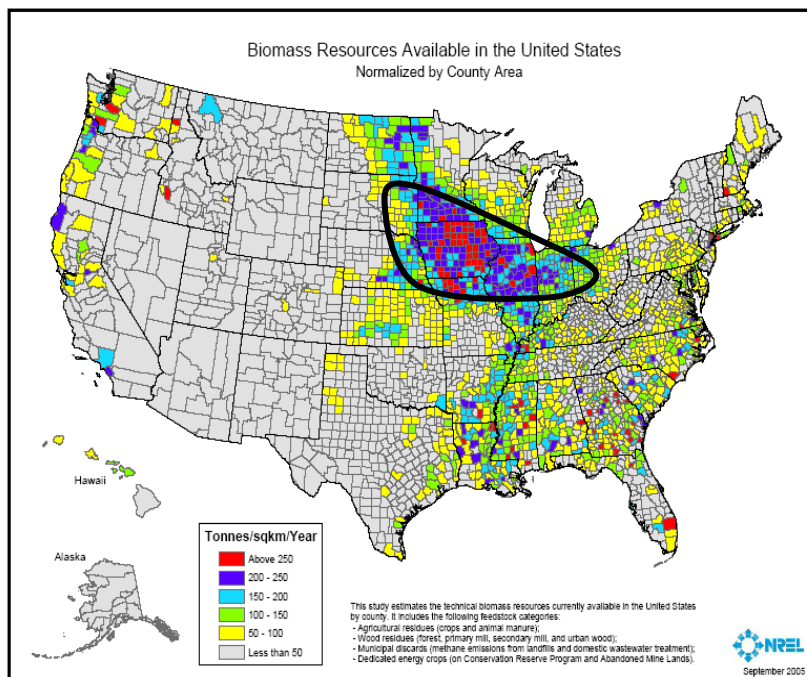 Biomass Resources Available in the United States
Normalized by County Area
Hawaii
Alaska
Tonnes/sqkm/Year
Above 250
200 - 250
150 - 200
100 - 150
50 - 100
Less than 50
This study estimates the technical biomass resources currently available in the United States
by county. It includes the following feedstock categories:
- Agricultural residues (crops and animal manure);
- Wood residues (forest, primary mill, secondary mill, and urban wood);
- Municipal discards (methane emissions from landfills and domestic wastewater treatment);
- Dedicated energy crops (on Conservation Reserve Program and Abandoned Mine Lands).
NREL
September 2005